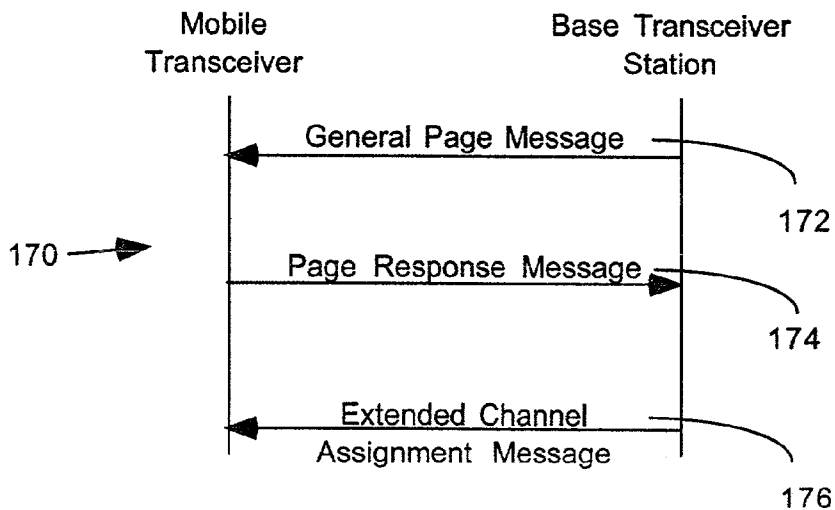 Mobile
Transceiver
Base Transceiver
Station
General Page Message
172
170
Page Response Message
174
Extended Channel
Assignment Message
176